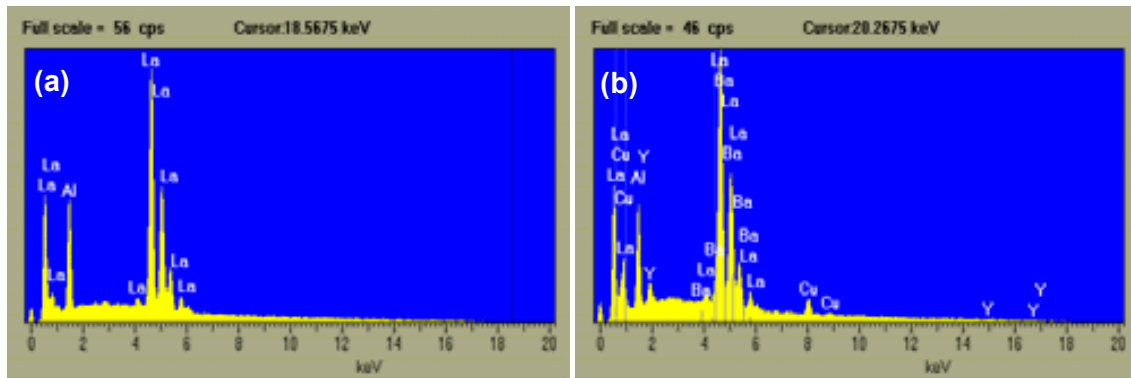 Full scale = 56 cps Cursor:18.5675 keV
(a)
La
La
La
La
La
Al
La
La
La
La
0 2 4 6 8 10 12 14 16 18 20
keV
Full scale = 46 cps Cursor:20.2675 keV
(b)
La
Ba
La
La
La
Cu Y
Ba
La Al
Cu
Ba
Ba
Ba
La
La
Y
La
La
Ba
Cu
Cu
Y
Y
Y
0 2 4 6 8 10 12 14 16 18 20
keV